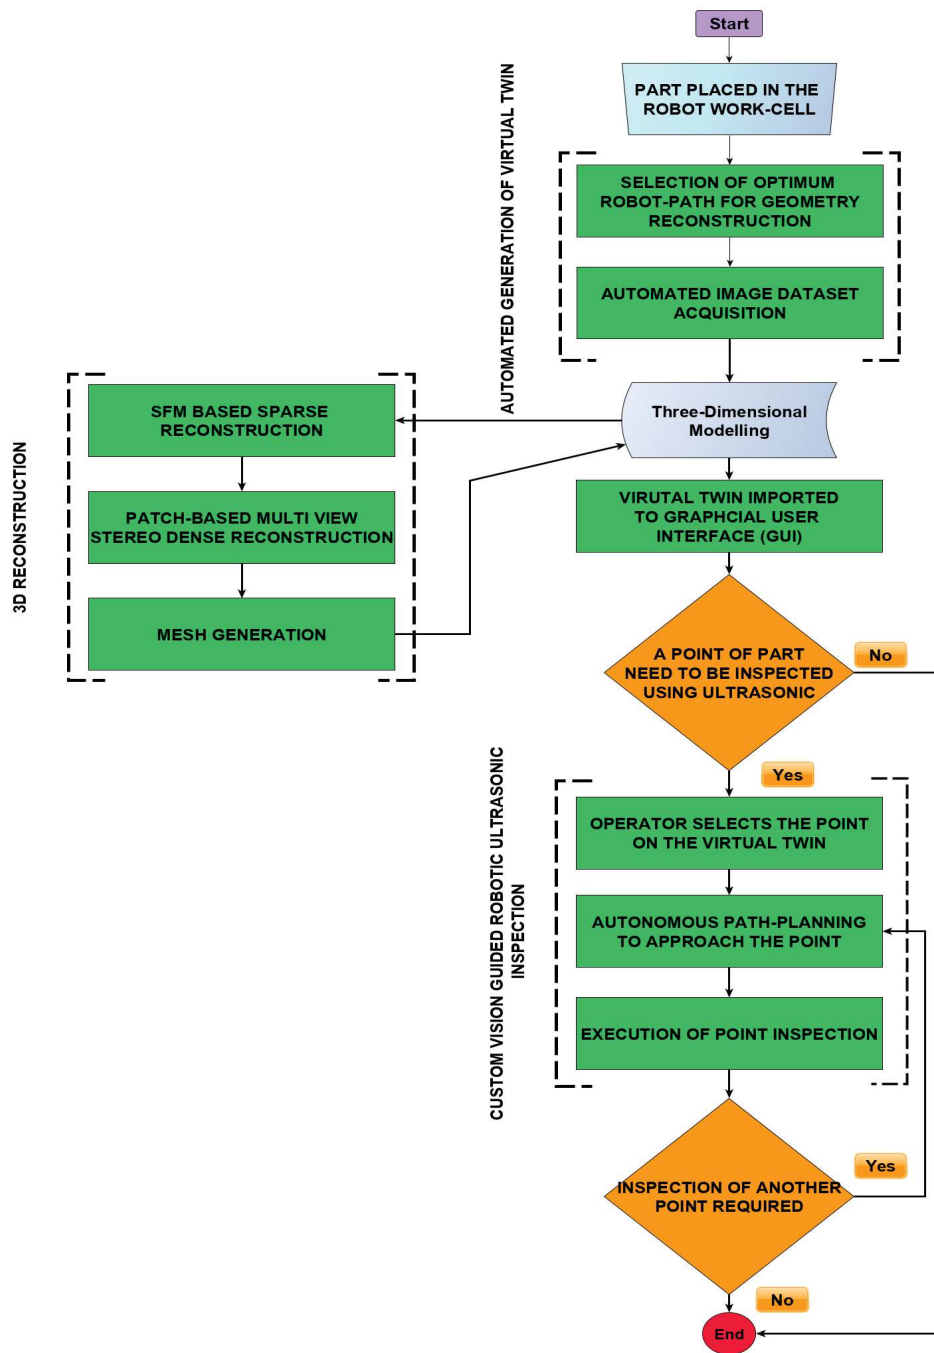 Start
PART PLACED IN THE
ROBOT WORK-CELL
AUTOMATED GENERATION OF VIRTUAL TWIN
SELECTION OF OPTIMUM
ROBOT-PATH FOR GEOMETRY
RECONSTRUCTION
AUTOMATED IMAGE DATASET
ACQUISITION
Three-Dimensional
Modelling
3D RECONSTRUCTION
SFM BASED SPARSE
RECONSTRUCTION
PATCH-BASED MULTI VIEW
STEREO DENSE RECONSTRUCTION
MESH GENERATION
VIRUTAL TWIN IMPORTED
TO GRAPHCIAL USER
INTERFACE (GUI)
A POINT OF PART
NEED TO BE INSPECTED
USING ULTRASONIC
No
Yes
CUSTOM VISION GUIDED ROBOTIC ULTRASONIC
INSPECTION
OPERATOR SELECTS THE POINT
ON THE VIRTUAL TWIN
AUTONOMOUS PATH-PLANNING
TO APPROACH THE POINT
EXECUTION OF POINT INSPECTION
INSPECTION OF ANOTHER
POINT REQUIRED
Yes
No
End